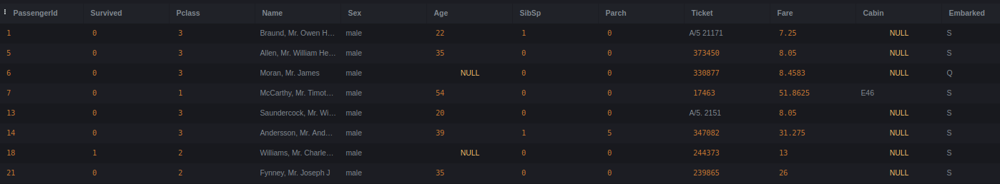 PassengerId Survived Pclass Name Sex Age SibSp Parch Ticket Fare Cabin Embarked
1 0 3 Braund, Mr. Owen H... male 22 1 0 A/5 21171 7.25 NULL S
5 0 3 Allen, Mr. William He... male 35 0 0 373450 8.05 NULL S
6 0 3 Moran, Mr. James male NULL 0 0 330877 8.4583 NULL Q
7 0 1 McCarthy, Mr. Timot... male 54 0 0 17463 51.8625 E46 S
13 0 3 Saundercock, Mr. Wi... male 20 0 0 A/5. 2151 8.05 NULL S
14 0 3 Andersson, Mr. And... male 39 1 5 347082 31.275 NULL S
18 1 2 Williams, Mr. Charle... male NULL 0 0 244373 13 NULL S
21 0 2 Fynney, Mr. Joseph J male 35 0 0 239865 26 NULL S